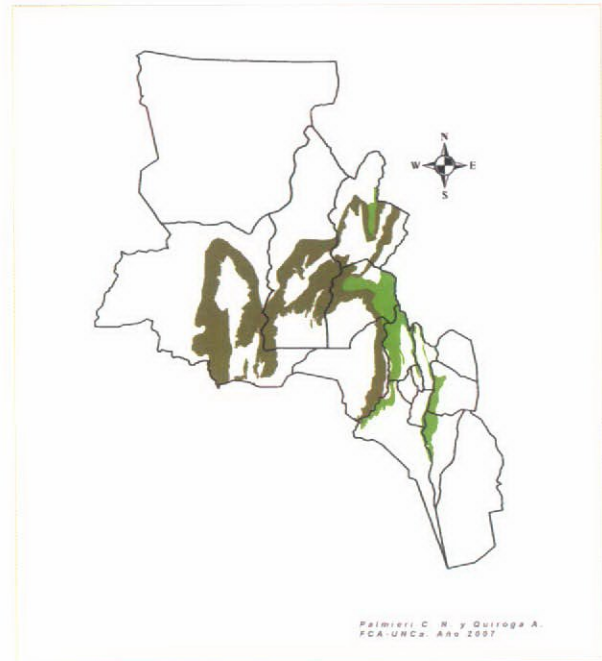 N
W E
S
Palmieri C. N. y Quiroga A.
FCA-UNCa. Año 2007